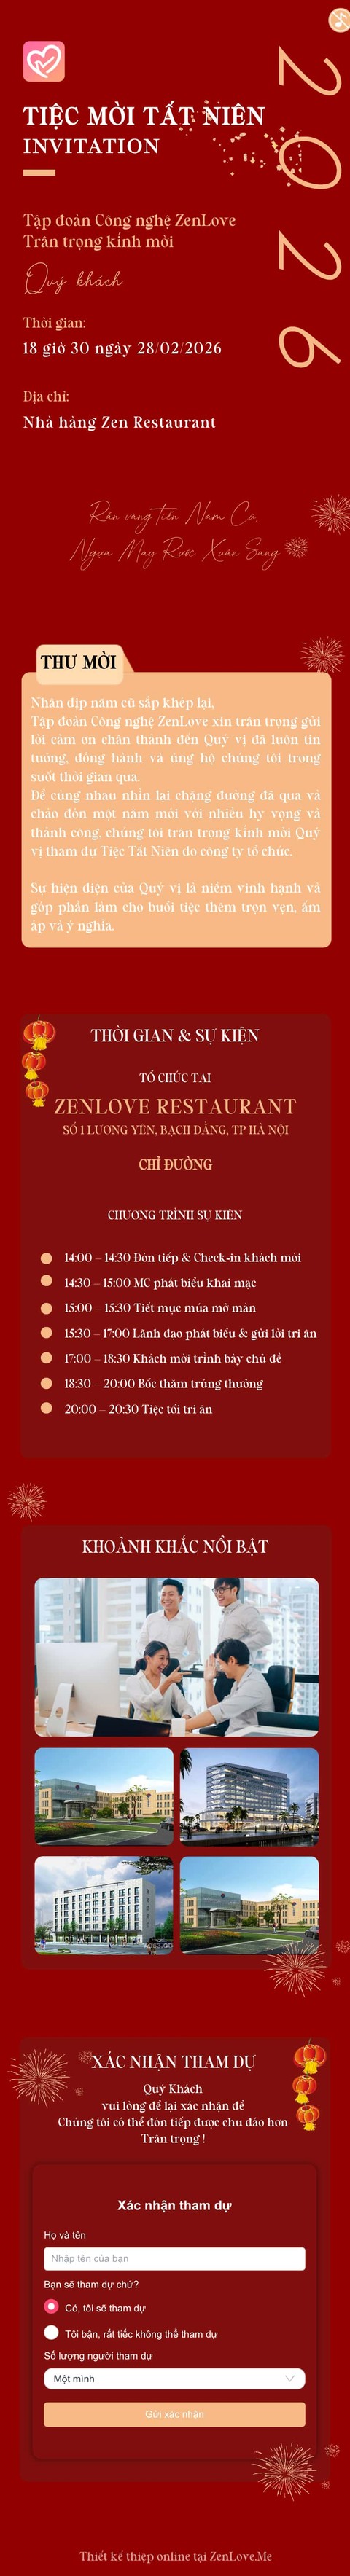 TIỆC MỜI TẤT NIÊN
INVITATION
2026
Tập đoàn Công nghệ ZenLove
Trân trọng kính mời
Quý khách
Thời gian:
18 giờ 30 ngày 28/02/2026
Địa chỉ:
Nhà hàng Zen Restaurant
Rắn vàng Tiễn Năm Cũ,
Ngựa May Rước Xuân Sang
THƯ MỜI
Nhân dịp năm cũ sắp khép lại,
Tập đoàn Công nghệ ZenLove xin trân trọng gửi
lời cảm ơn chân thành đến Quý vị đã luôn tin
tưởng, đồng hành và ủng hộ chúng tôi trong
suốt thời gian qua.
Để cùng nhau nhìn lại chặng đường đã qua và
chào đón một năm mới với nhiều hy vọng và
thành công, chúng tôi trân trọng kính mời Quý
vị tham dự Tiệc Tất Niên do công ty tổ chức.
Sự hiện diện của Quý vị là niềm vinh hạnh và
góp phần làm cho buổi tiệc thêm trọn vẹn, ấm
áp và ý nghĩa.
THỜI GIAN & SỰ KIỆN
TỔ CHỨC TẠI
ZENLOVE RESTAURANT
SỐ 1 LƯƠNG YÊN, BẠCH ĐẰNG, TP HÀ NỘI
CHỈ ĐƯỜNG
CHƯƠNG TRÌNH SỰ KIỆN
14:00 – 14:30 Đón tiếp & Check-in khách mời
14:30 – 15:00 MC phát biểu khai mạc
15:00 – 15:30 Tiết mục múa mở màn
15:30 – 17:00 Lãnh đạo phát biểu & gửi lời tri ân
17:00 – 18:30 Khách mời trình bày chủ đề
18:30 – 20:00 Bốc thăm trúng thưởng
20:00 – 20:30 Tiệc tối tri ân
KHOẢNH KHẮC NỔI BẬT
XÁC NHẬN THAM DỰ
Quý Khách
vui lòng để lại xác nhận để
Chúng tôi có thể đón tiếp được chu đáo hơn
Trân trọng !
Xác nhận tham dự
Họ và tên
Nhập tên của bạn
Bạn sẽ tham dự chứ?
Có, tôi sẽ tham dự
Tôi bận, rất tiếc không thể tham dự
Số lượng người tham dự
Một mình
Gửi xác nhận
Thiết kế thiệp online tại ZenLove.Me